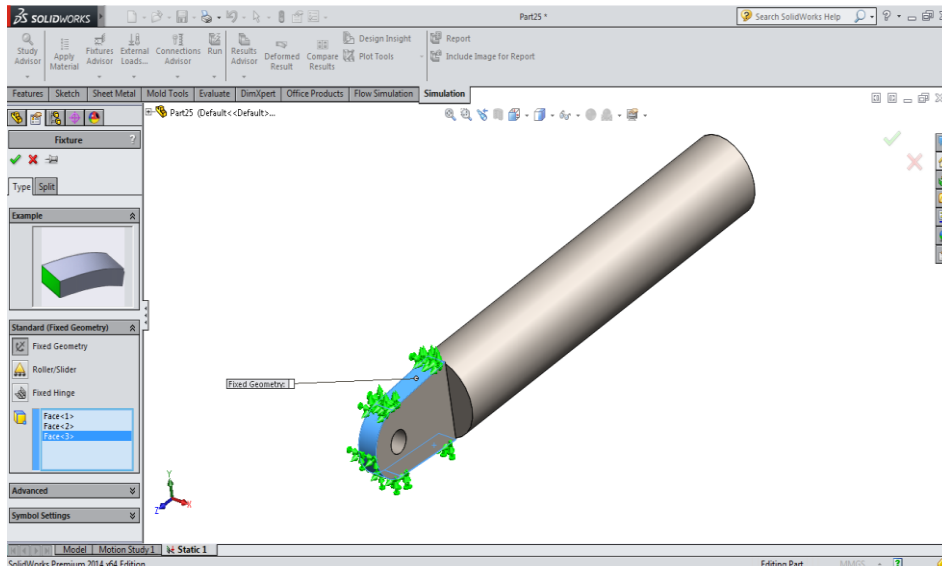 SOLIDWORKS
Part25 *
Search SolidWorks Help
Study Advisor
Apply Material
Fixtures Advisor
External Loads...
Connections Advisor
Run
Results Advisor
Deformed Result
Compare Results
Design Insight
Plot Tools
Report
Include Image for Report
Features
Sketch
Sheet Metal
Mold Tools
Evaluate
DimXpert
Office Products
Flow Simulation
Simulation
Part25 (Default<<Default>...
Fixture
?
Type
Split
Example
Standard (Fixed Geometry)
Fixed Geometry
Roller/Slider
Fixed Hinge
Face<1>
Face<2>
Face<3>
Advanced
Symbol Settings
Fixed Geometry:
Y
X
Z
Model
Motion Study 1
Static 1
SolidWorks Premium 2014 x64 Edition
Editing Part
MMGS
?